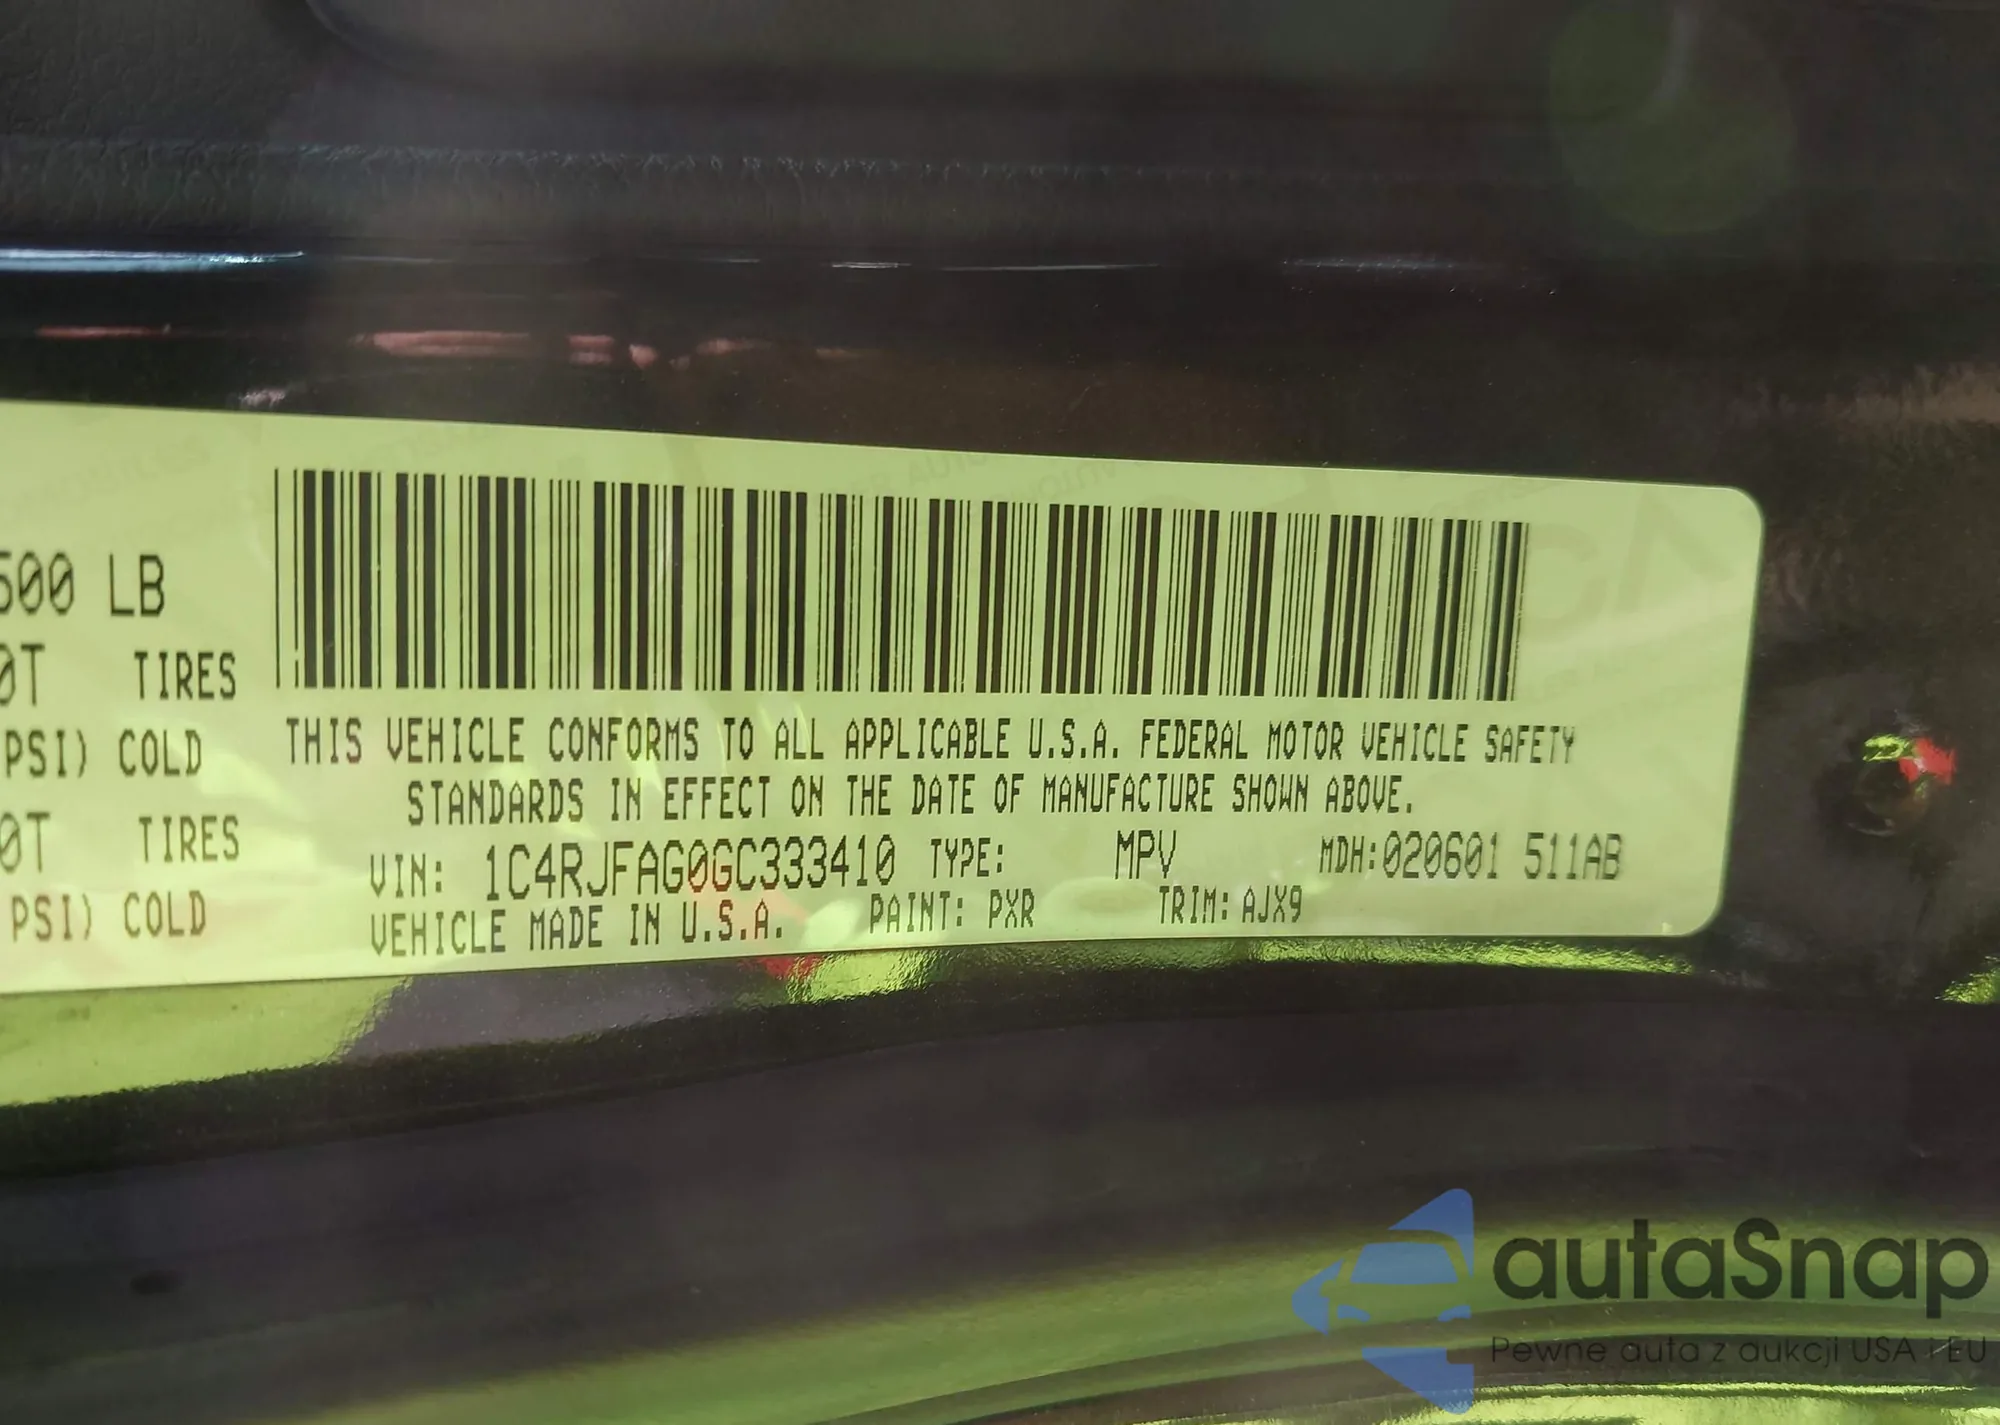 500 LB
0T TIRES
PSI) COLD
0T TIRES
PSI) COLD
THIS VEHICLE CONFORMS TO ALL APPLICABLE U.S.A. FEDERAL MOTOR VEHICLE SAFETY
STANDARDS IN EFFECT ON THE DATE OF MANUFACTURE SHOWN ABOVE.
VIN: 1C4RJFAG0GC333410 TYPE: MPV MDH:020601 511AB
VEHICLE MADE IN U.S.A. PAINT: PXR TRIM: AJX9
autaSnap
Pewne auta z aukcji USA i EU